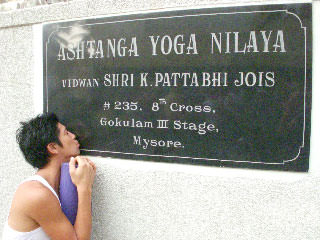 ASHTANGA YOGA NILAYA
VIDWAN SHRI K. PATTABHI JOIS
# 235, 8th Cross,
Gokulam III Stage,
Mysore.